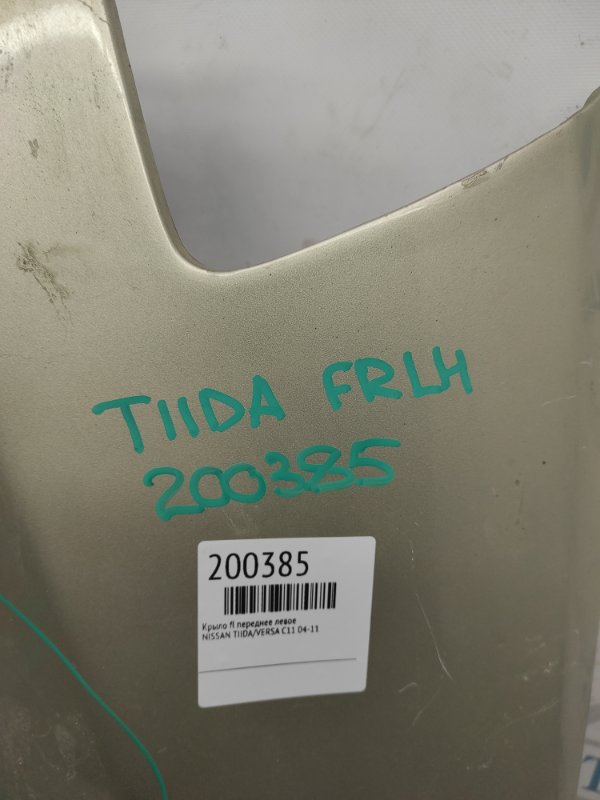 TIIDA FRLH
200385
200385
Крыло fl переднее левое
NISSAN TIIDA/VERSA C11 04-11